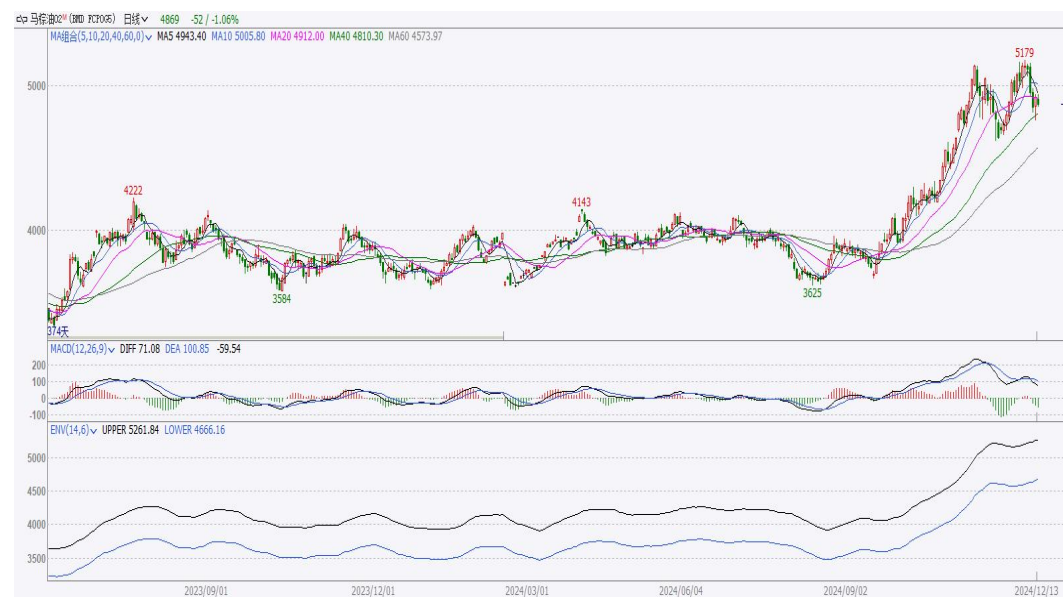 马棕油02M (BMD FCPOG5) 日线 4869 -52 / -1.06%
MA组合(5,10,20,40,60,0) MA5 4943.40 MA10 5005.80 MA20 4912.00 MA40 4810.30 MA60 4573.97
5179
5000
4222
4143
4000
3584
3625
374天
MACD(12,26,9) DIFF 71.08 DEA 100.85 -59.54
200
100
0
-100
ENV(14,6) UPPER 5261.84 LOWER 4666.16
5000
4500
4000
3500
2023/09/01 2023/12/01 2024/03/01 2024/06/04 2024/09/02 2024/12/13